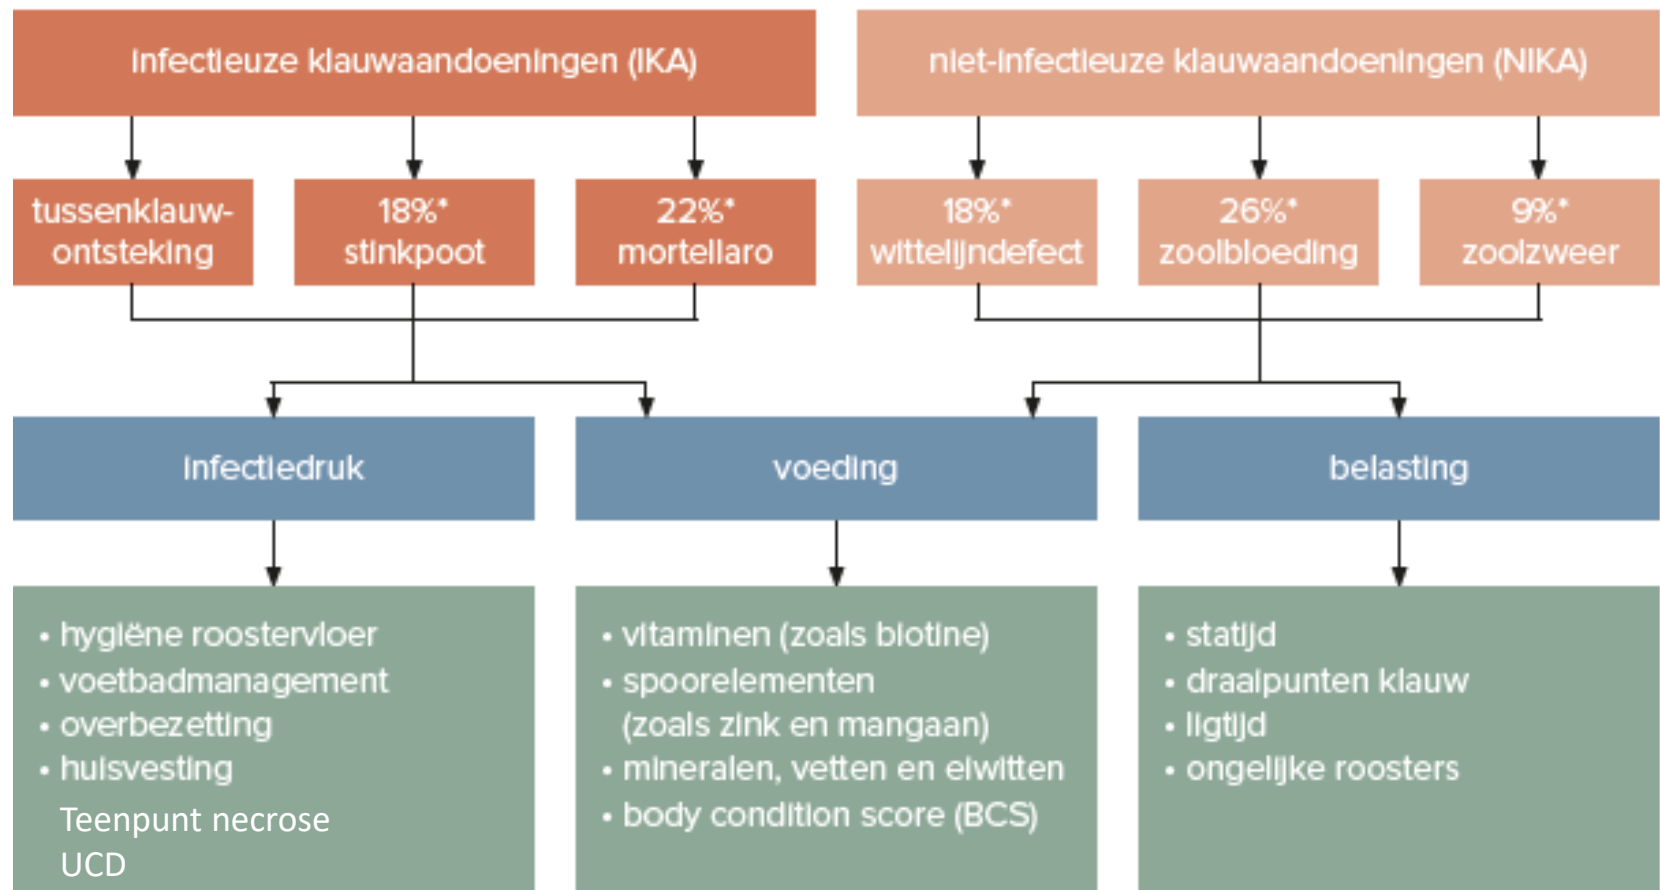 infectieuze klauwaandoeningen (IKA)
niet-infectieuze klauwaandoeningen (NIKA)
tussenklauw-
ontsteking
18%*
stinkpoot
22%*
mortellaro
18%*
wittelijndefect
26%*
zoolbloeding
9%*
zoolzweer
infectiedruk
voeding
belasting
• hygiëne roostervloer
• voetbadmanagement
• overbezetting
• huisvesting
Teenpunt necrose
UCD
• vitaminen (zoals biotine)
• spoorelementen
(zoals zink en mangaan)
• mineralen, vetten en eiwitten
• body condition score (BCS)
• statijd
• draaipunten klauw
• ligtijd
• ongelijke roosters